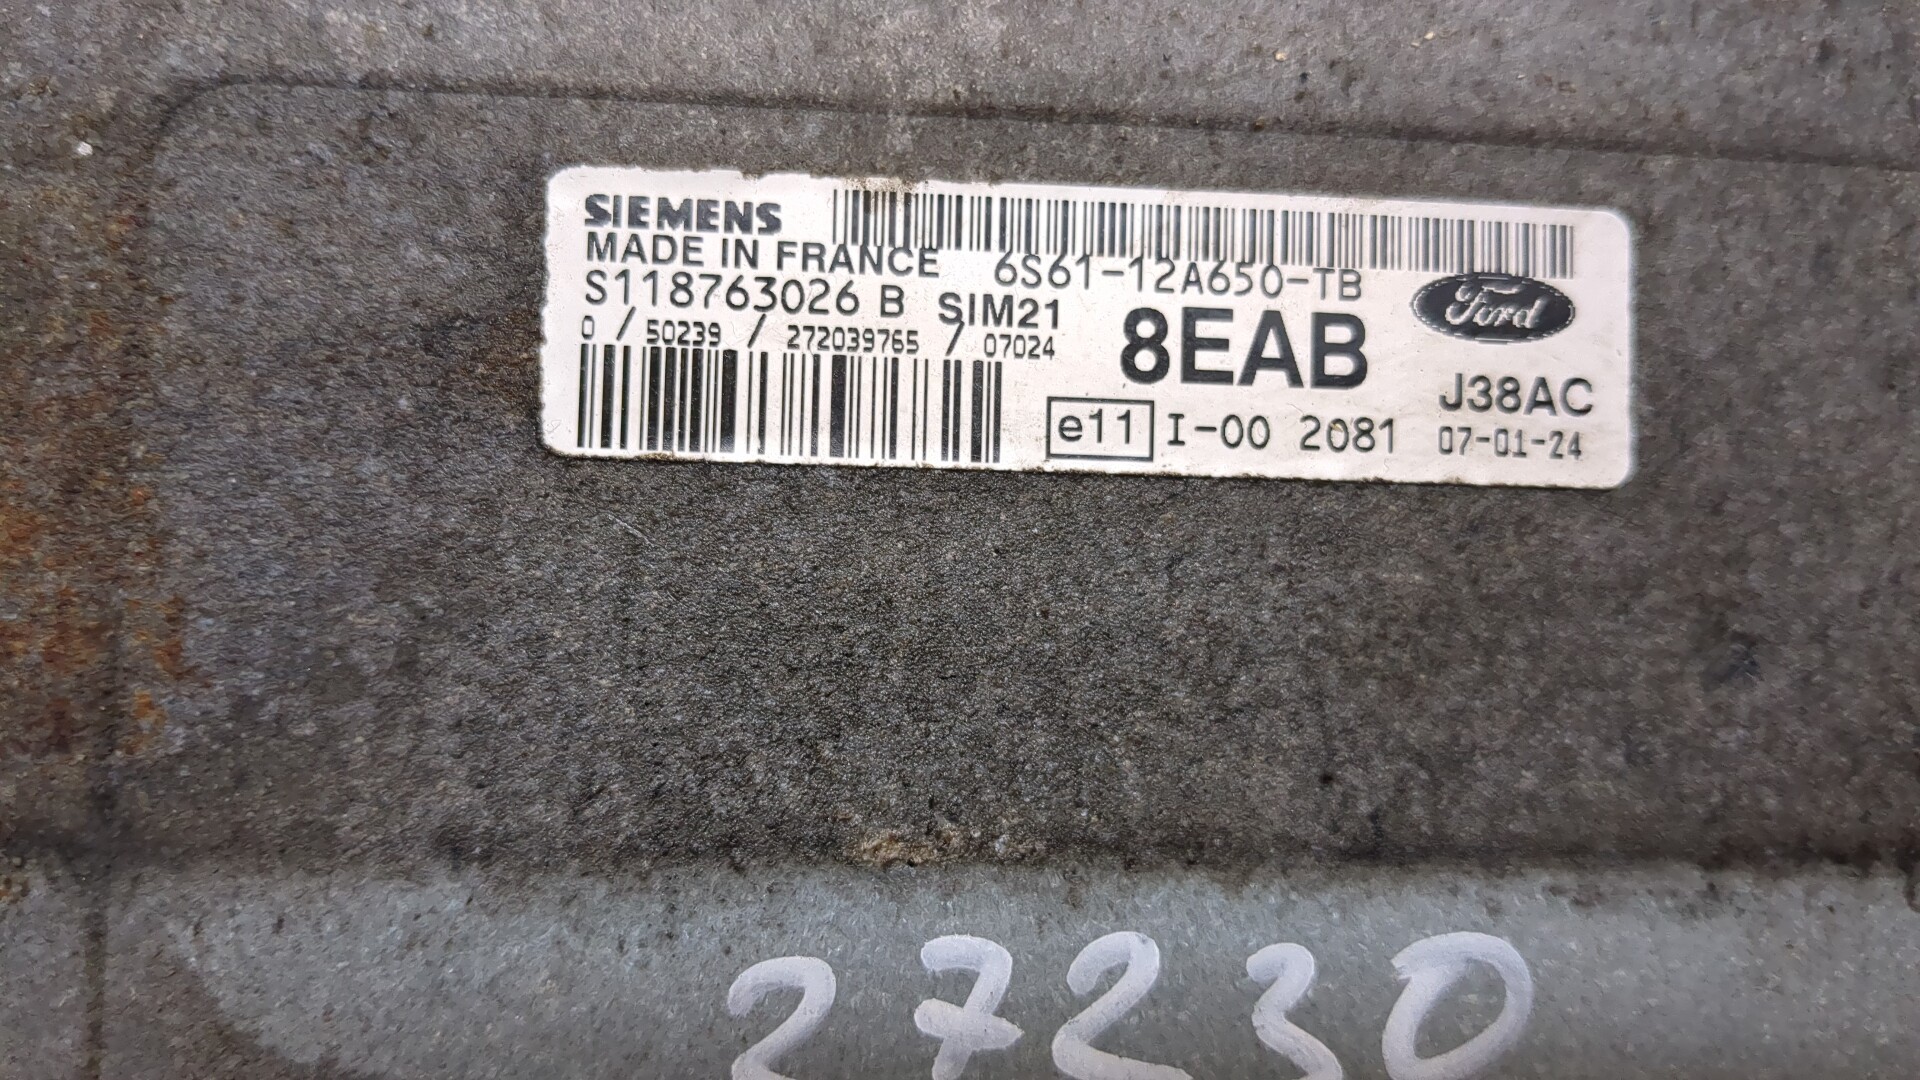 SIEMENS
MADE IN FRANCE 6S61-12A650-TB
S118763026 B SIM21
0 / 50239 / 272039765 / 07024
8EAB
Ford
J38AC
e11 I-00 2081 07-01-24
27230